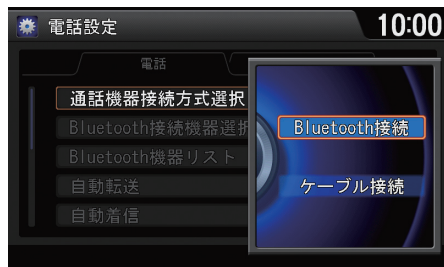 電話設定
10:00
電話
通話機器接続方式選択
Bluetooth接続機器選択
Bluetooth機器リスト
自動転送
自動着信
Bluetooth接続
ケーブル接続